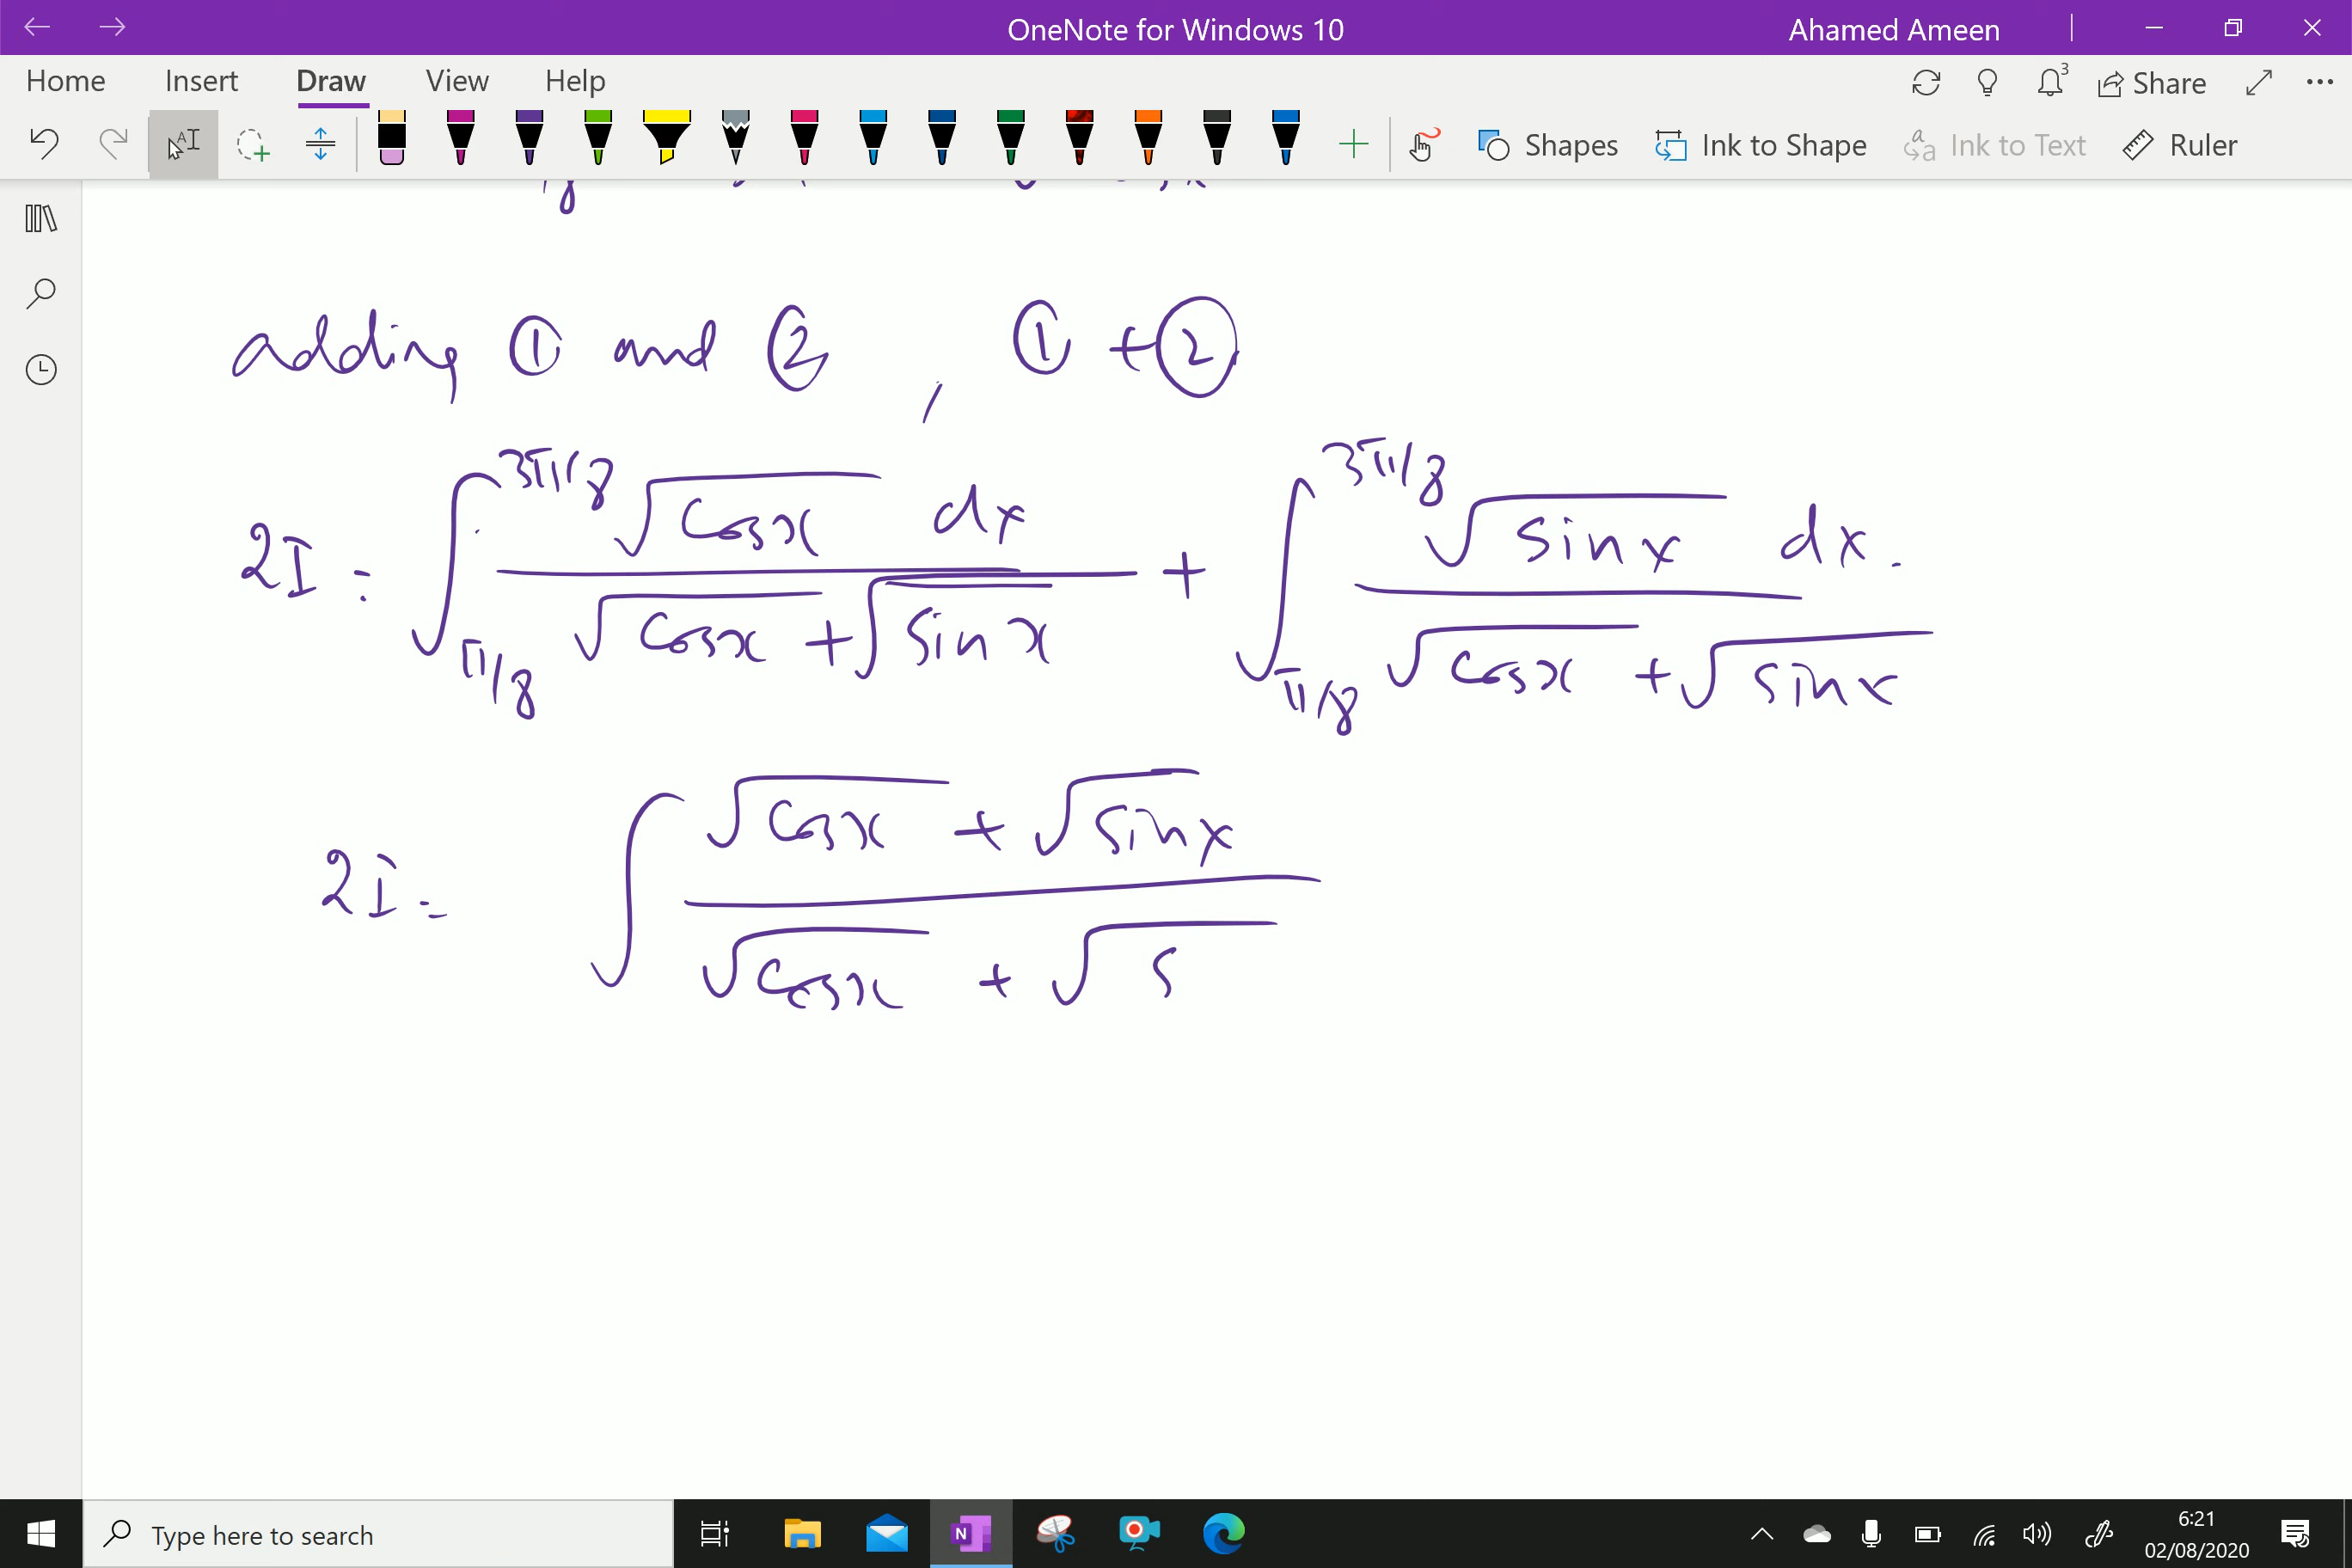 OneNote for Windows 10 Ahamed Ameen
Home Insert Draw View Help 3 Share
Shapes Ink to Shape Ink to Text Ruler
adding ① and ② , ① + ②
2I = ∫_{π/8}^{3π/8} √cosx dx / (√cosx + √sinx) + ∫_{π/8}^{3π/8} √sinx dx. / (√cosx + √sinx)
2I = ∫ (√cosx + √sinx) / (√cosx + √s
Type here to search
6:21
02/08/2020